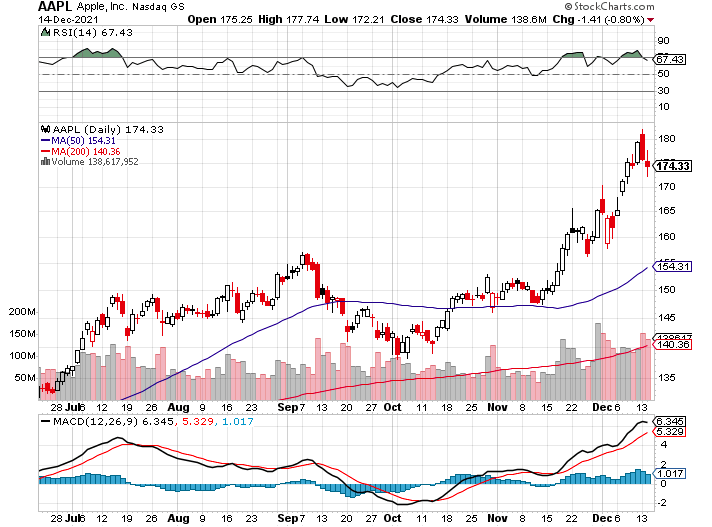 AAPL Apple, Inc. Nasdaq GS © StockCharts.com
14-Dec-2021 Open 175.25 High 177.74 Low 172.21 Close 174.33 Volume 138.6M Chg -1.41 (-0.80%)
RSI(14) 67.43
90
70
67.43
50
30
10
AAPL (Daily) 174.33
MA(50) 154.31
MA(200) 140.36
Volume 138,617,952
180
174.33
170
165
160
154.31
150
145
140.36
135
200M
150M
100M
50M
28 Jul 6 12 19 26 Aug 9 16 23 Sep 7 13 20 27 Oct 11 18 25 Nov 8 15 22 Dec 6 13
MACD(12,26,9) 6.345, 5.329, 1.017
6.345
5.329
4
2
1.017
0
-2
28 Jul 6 12 19 26 Aug 9 16 23 Sep 7 13 20 27 Oct 11 18 25 Nov 8 15 22 Dec 6 13